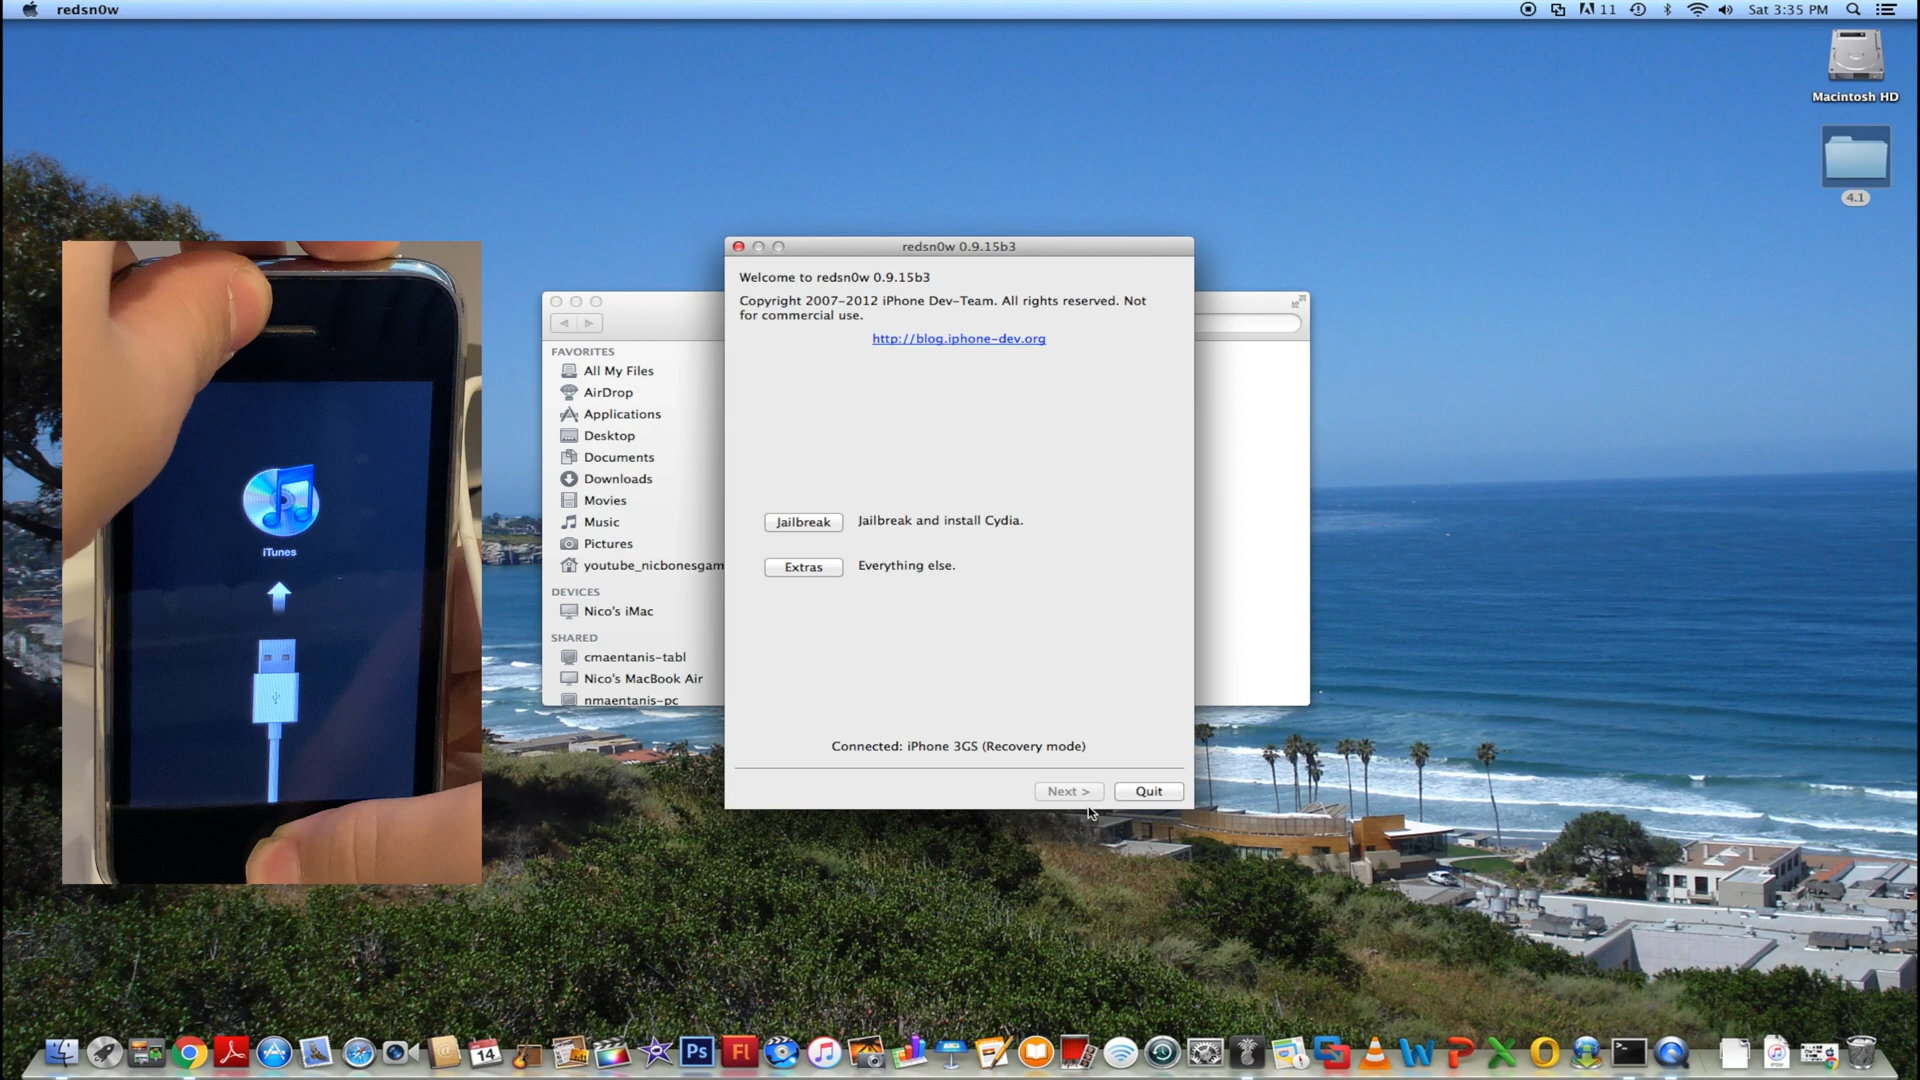 redsn0w
11
Sat 3:35 PM
Macintosh HD
4.1
redsn0w 0.9.15b3
Welcome to redsn0w 0.9.15b3
Copyright 2007-2012 iPhone Dev-Team. All rights reserved. Not
for commercial use.
http://blog.iphone-dev.org
Jailbreak
Jailbreak and install Cydia.
Extras
Everything else.
Connected: iPhone 3GS (Recovery mode)
Next >
Quit
FAVORITES
All My Files
AirDrop
Applications
Desktop
Documents
Downloads
Movies
Music
Pictures
youtube_nicbonesgam
DEVICES
Nico's iMac
SHARED
cmaentanis-tabl
Nico's MacBook Air
nmaentanis-pc
iTunes
14
Ps
Fl